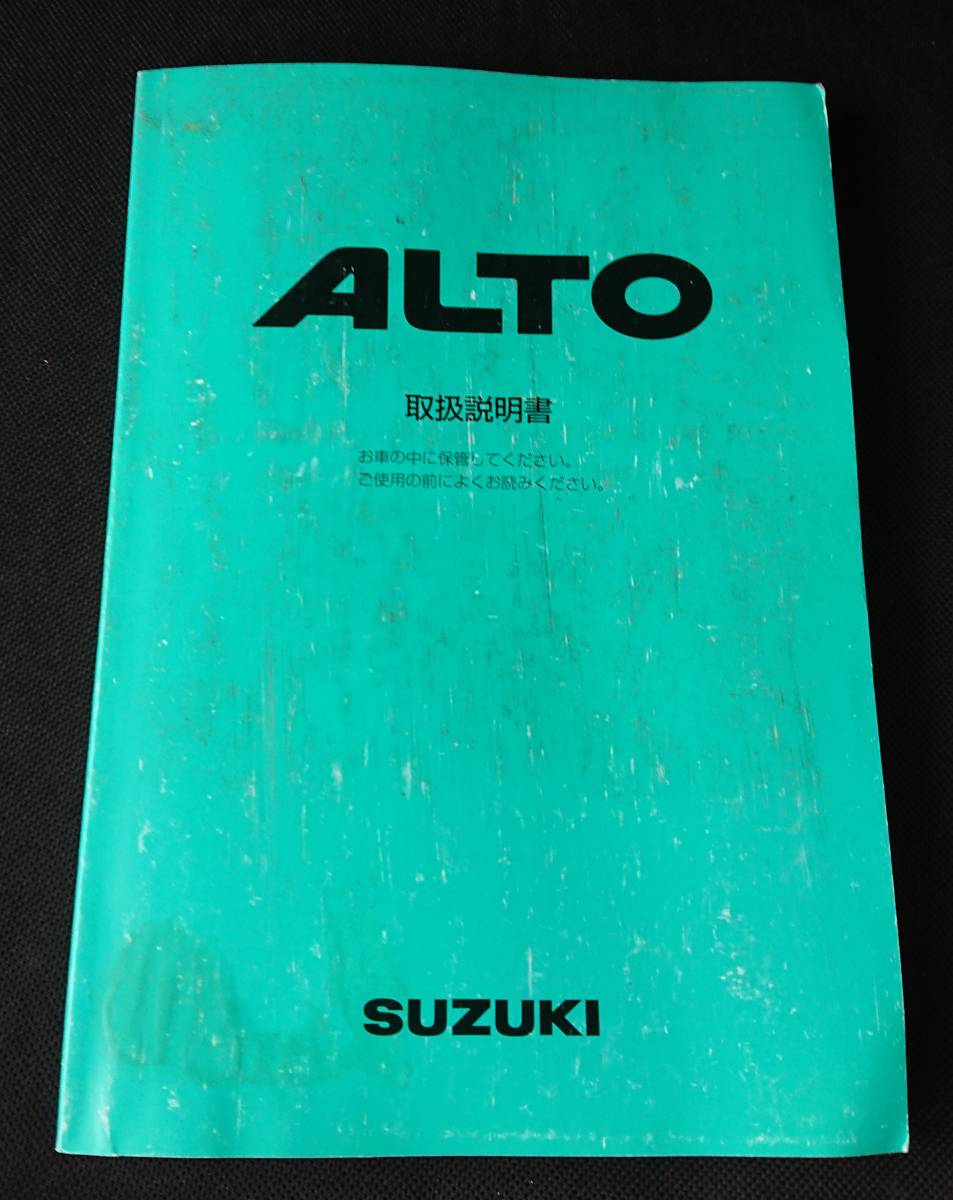 ALTO
取扱説明書
お車の中に保管してください。
ご使用の前によくお読みください。
SUZUKI